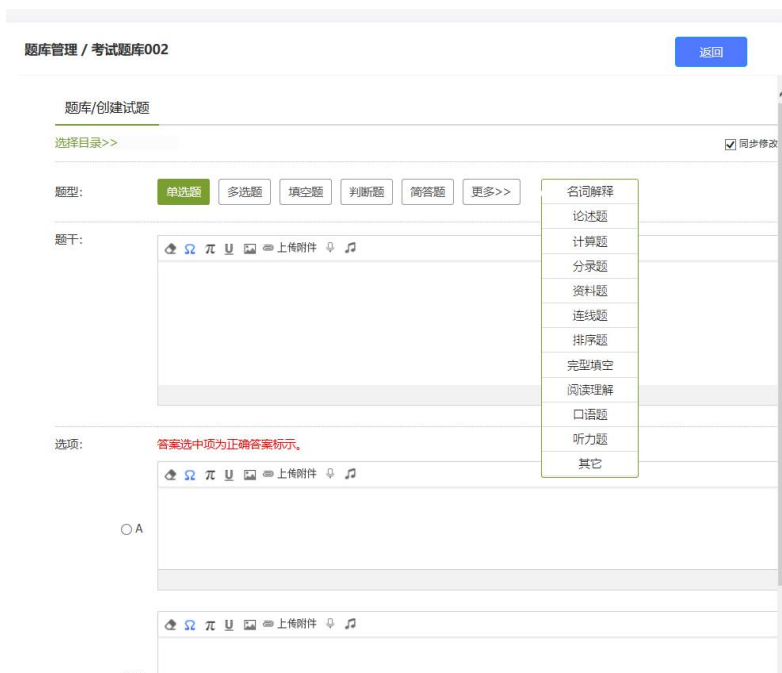 题库管理 / 考试题库002 返回
题库/创建试题
选择目录>> 同步修改
题型: 单选题 多选题 填空题 判断题 简答题 更多>> 名词解释
论述题
计算题
分录题
资料题
连线题
排序题
完型填空
阅读理解
口语题
听力题
其它
题干: Ω π U 上传附件
选项: 答案选中项为正确答案标示。
Ω π U 上传附件
A
Ω π U 上传附件